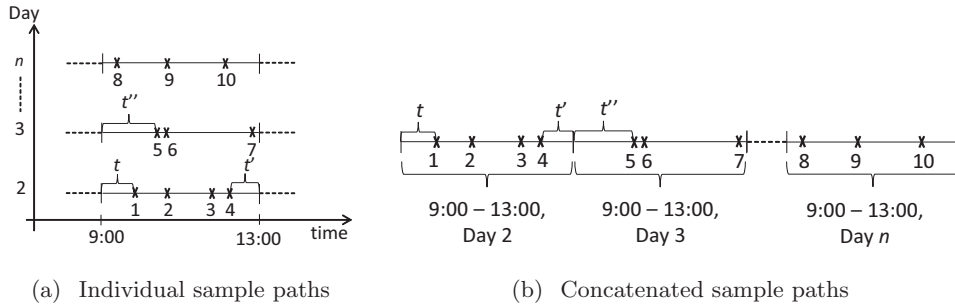 Day
n
8 9 10
t''
3
5 6 7
t t'
2
1 2 3 4
9:00 13:00 time
(a) Individual sample paths
t t' t''
1 2 3 4 5 6 7 8 9 10
9:00 – 13:00, 9:00 – 13:00, 9:00 – 13:00,
Day 2 Day 3 Day n
(b) Concatenated sample paths